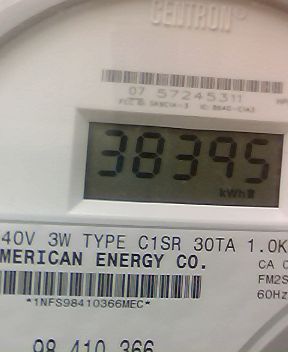 CENTRON
07 57245311
38395
kWh
40V 3W TYPE C1SR 30TA 1.0K
MERICAN ENERGY CO.
CA
FM2S
60Hz
*1NFS98410366MEC*
98 410 366